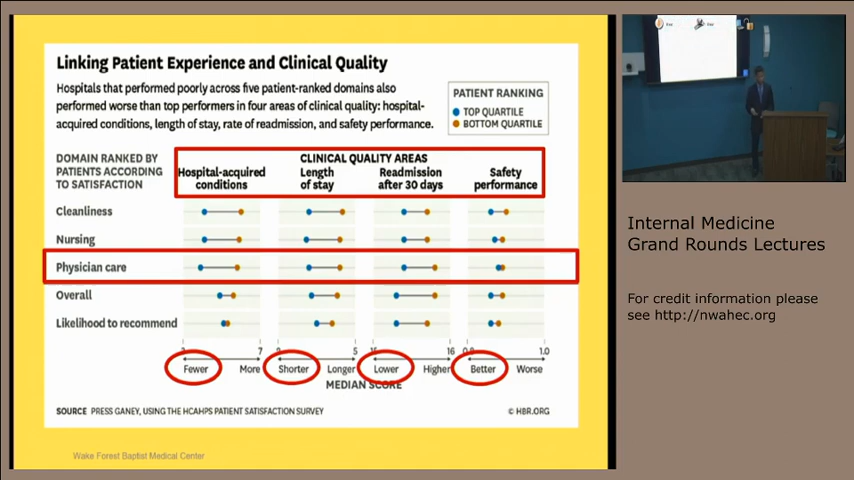 Linking Patient Experience and Clinical Quality
Hospitals that performed poorly across five patient-ranked domains also
performed worse than top performers in four areas of clinical quality: hospital-
acquired conditions, length of stay, rate of readmission, and safety performance.
PATIENT RANKING
TOP QUARTILE
BOTTOM QUARTILE
DOMAIN RANKED BY
PATIENTS ACCORDING
TO SATISFACTION
CLINICAL QUALITY AREAS
Hospital-acquired
conditions
Length
of stay
Readmission
after 30 days
Safety
performance
Cleanliness
Nursing
Physician care
Overall
Likelihood to recommend
7
5
16
1.0
Fewer
More
Shorter
Longer
Lower
Higher
Better
Worse
MEDIAN SCORE
SOURCE PRESS GANEY, USING THE HCAHPS PATIENT SATISFACTION SURVEY
© HBR.ORG
Wake Forest Baptist Medical Center
Internal Medicine
Grand Rounds Lectures
For credit information please
see http://nwahec.org